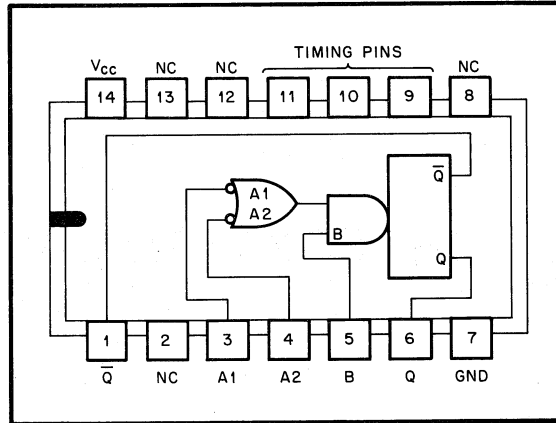 TIMING PINS
V_CC NC NC NC
14 13 12 11 10 9 8
Q̅
A1
A2
B
Q
1 2 3 4 5 6 7
Q̅ NC A1 A2 B Q GND